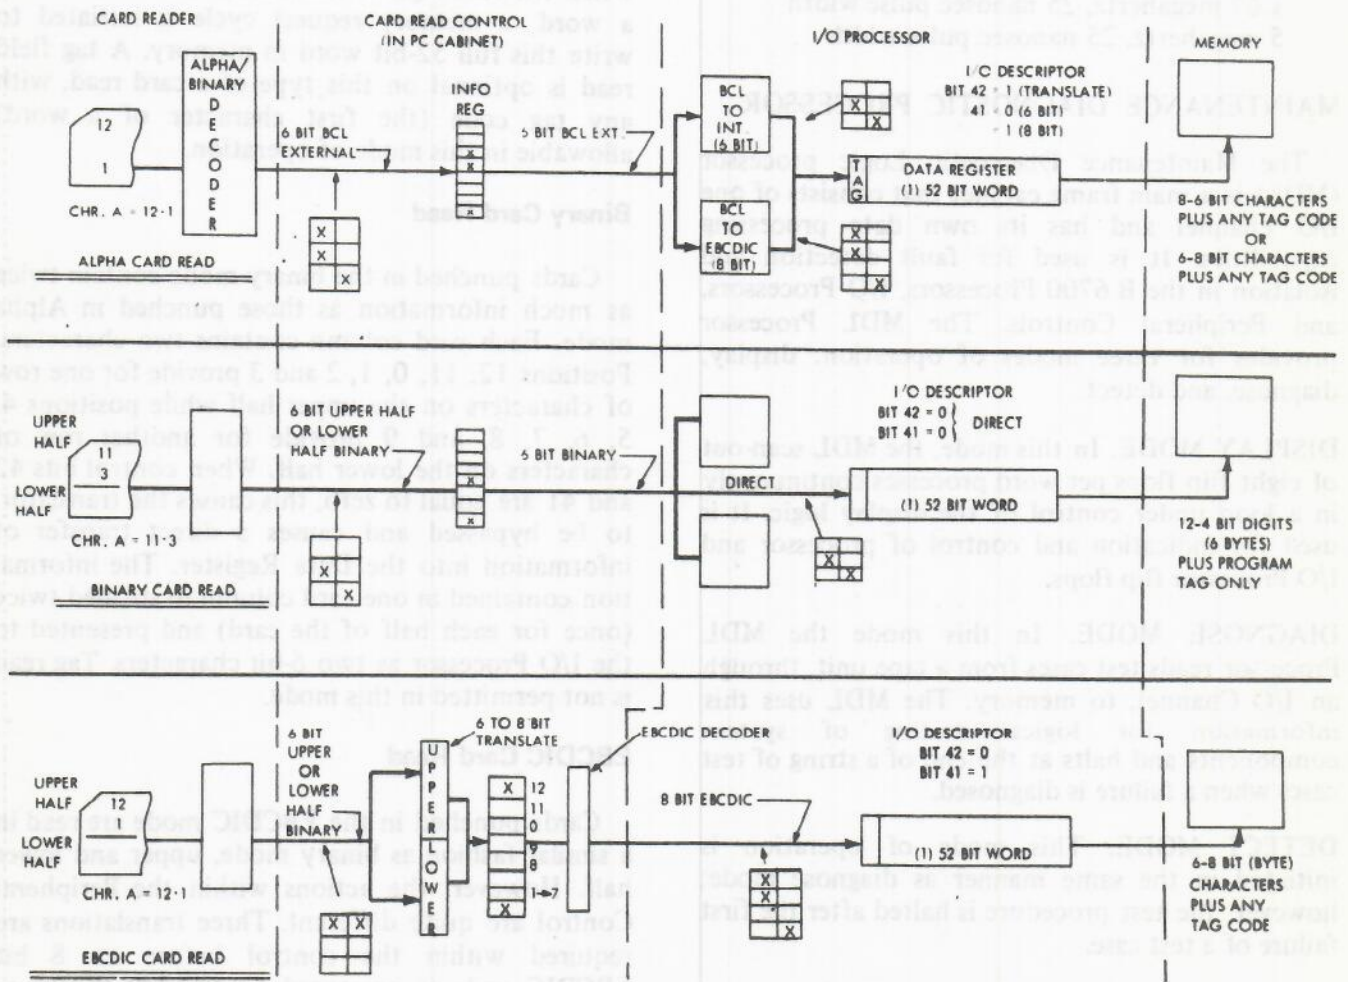 CARD READER
CARD READ CONTROL
(IN PC CABINET)
I/O PROCESSOR
MEMORY
ALPHA/
BINARY
DECODER
12
1
CHR. A - 12-1
ALPHA CARD READ
6 BIT BCL
EXTERNAL
X
X
X
INFO
REG
X
X
X
BIT BCL EXT.
BCL
TO
INT.
(6 BIT)
BCL
TO
EBCDIC
(8 BIT)
X
X
I/O DESCRIPTOR
BIT 42 - 1 (TRANSLATE)
41 - 0 (6 BIT)
- 1 (8 BIT)
TAG
DATA REGISTER
(1) 52 BIT WORD
X
X
X
8-6 BIT CHARACTERS
PLUS ANY TAG CODE
OR
6-8 BIT CHARACTERS
PLUS ANY TAG CODE
UPPER
HALF
LOWER
HALF
11
3
CHR. A - 11-3
BINARY CARD READ
6 BIT UPPER HALF
OR LOWER
HALF BINARY
X
X
X
X
6 BIT BINARY
DIRECT
I/O DESCRIPTOR
BIT 42 = 0
BIT 41 = 0
DIRECT
(1) 52 BIT WORD
X
X
12-4 BIT DIGITS
(6 BYTES)
PLUS PROGRAM
TAG ONLY
UPPER
HALF
LOWER
HALF
12
1
CHR. A - 12-1
EBCDIC CARD READ
6 BIT
UPPER
OR
LOWER
HALF
BINARY
X X
UPPER
LOWER
6 TO 8 BIT
TRANSLATE
X
12
11
0
9
8
1-7
X
EBCDIC DECODER
8 BIT EBCDIC
I/O DESCRIPTOR
BIT 42 = 0
BIT 41 = 1
(1) 52 BIT WORD
X
X
X
6-8 BIT (BYTE)
CHARACTERS
PLUS ANY
TAG CODE